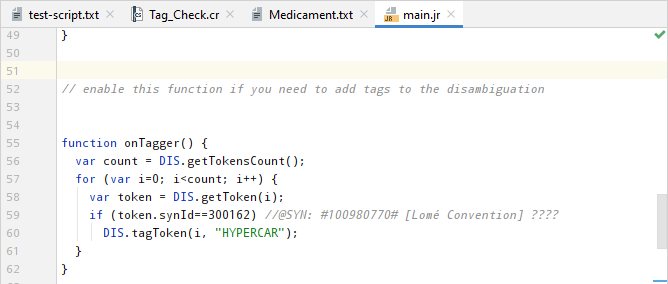 test-script.txt Tag_Check.cr Medicament.txt main.jr
49 }
50
51
52 // enable this function if you need to add tags to the disambiguation
53
54
55 function onTagger() {
56 var count = DIS.getTokensCount();
57 for (var i=0; i<count; i++) {
58 var token = DIS.getToken(i);
59 if (token.synId==300162) //@SYN: #100980770# [Lomé Convention] ????
60 DIS.tagToken(i, "HYPERCAR");
61 }
62 }